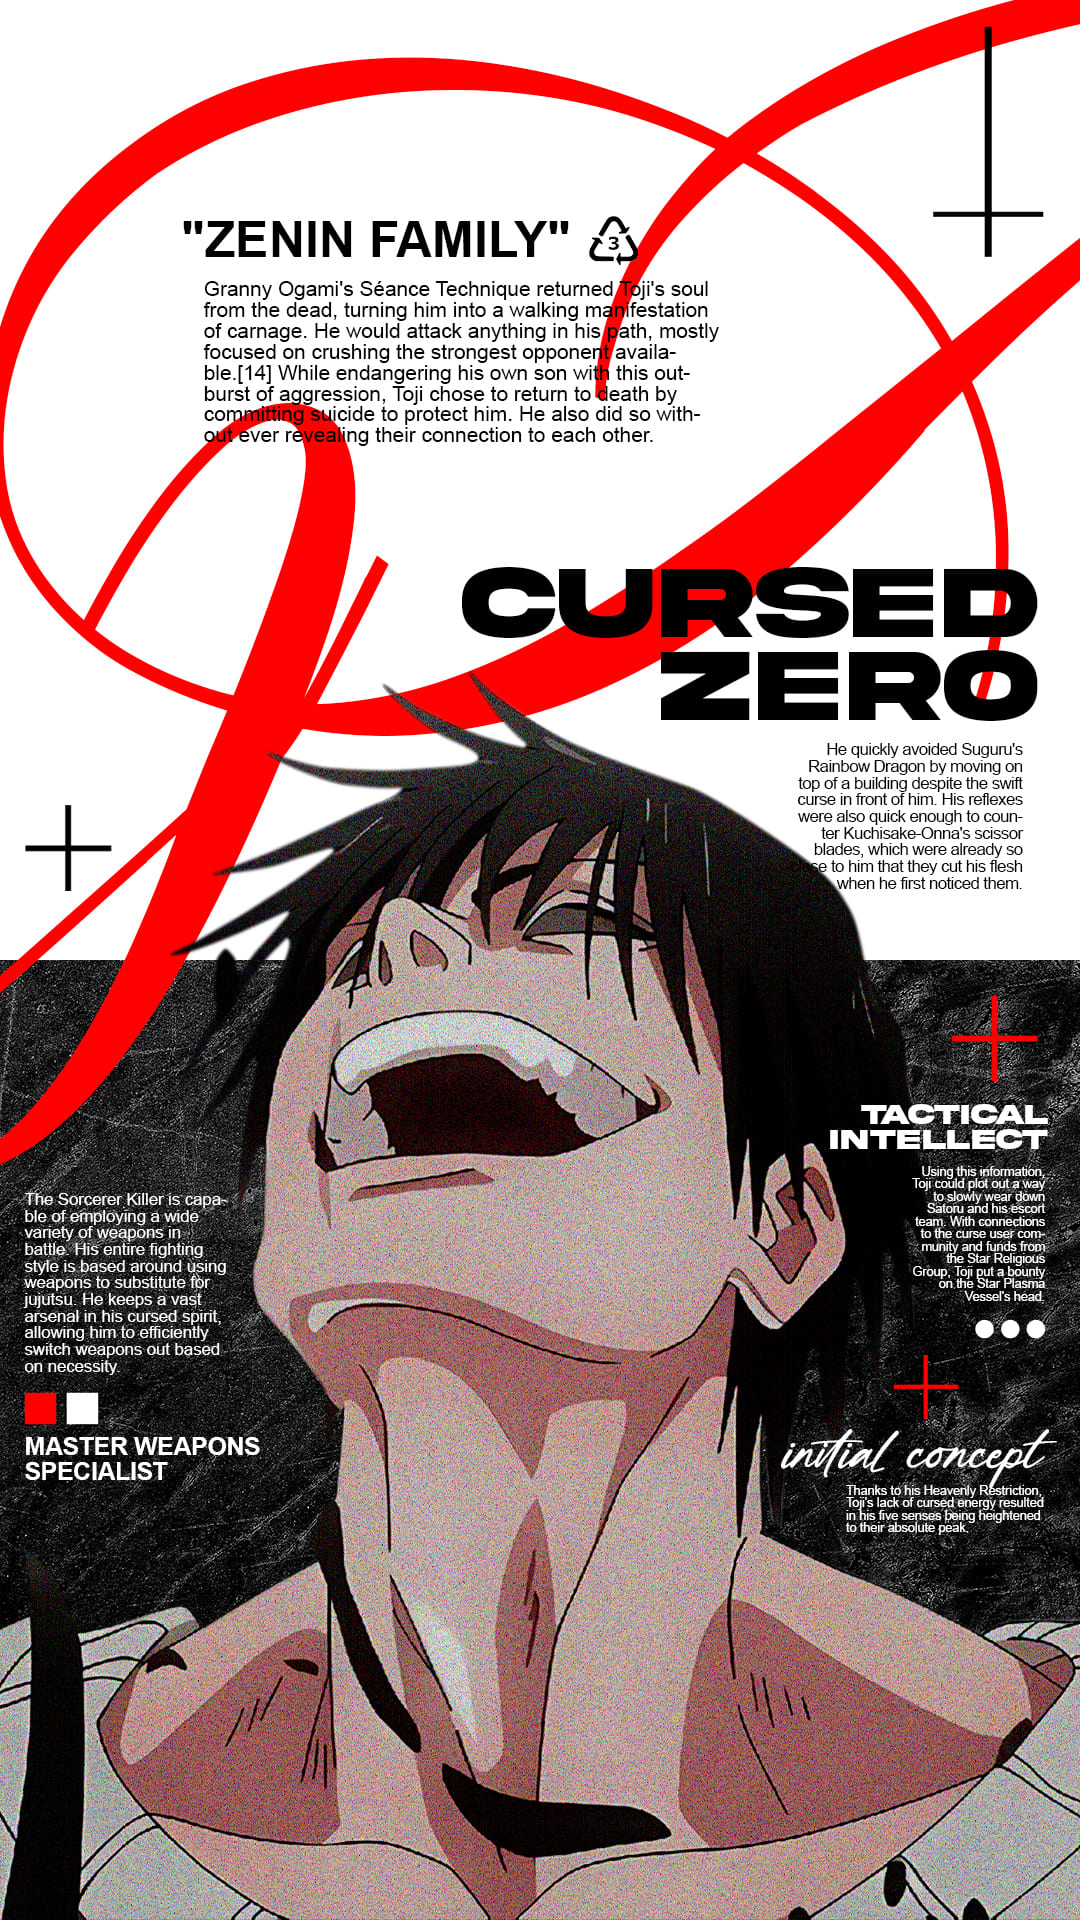 "ZENIN FAMILY" 3
Granny Ogami's Séance Technique returned Toji's soul
from the dead, turning him into a walking manifestation
of carnage. He would attack anything in his path, mostly
focused on crushing the strongest opponent availa-
ble.[14] While endangering his own son with this out-
burst of aggression, Toji chose to return to death by
committing suicide to protect him. He also did so with-
out ever revealing their connection to each other.
CURSED
ZERO
He quickly avoided Suguru's
Rainbow Dragon by moving on
top of a building despite the swift
curse in front of him. His reflexes
were also quick enough to coun-
ter Kuchisake-Onna's scissor
blades, which were already so
close to him that they cut his flesh
when he first noticed them.
TACTICAL
INTELLECT
Using this information,
Toji could plot out a way
to slowly wear down
Satoru and his escort
team. With connections
to the curse user com-
munity and funds from
the Star Religious
Group, Toji put a bounty
on the Star Plasma
Vessel's head.
The Sorcerer Killer is capa-
ble of employing a wide
variety of weapons in
battle. His entire fighting
style is based around using
weapons to substitute for
jujutsu. He keeps a vast
arsenal in his cursed spirit,
allowing him to efficiently
switch weapons out based
on necessity.
MASTER WEAPONS
SPECIALIST
initial concept
Thanks to his Heavenly Restriction,
Toji's lack of cursed energy resulted
in his five senses being heightened
to their absolute peak.